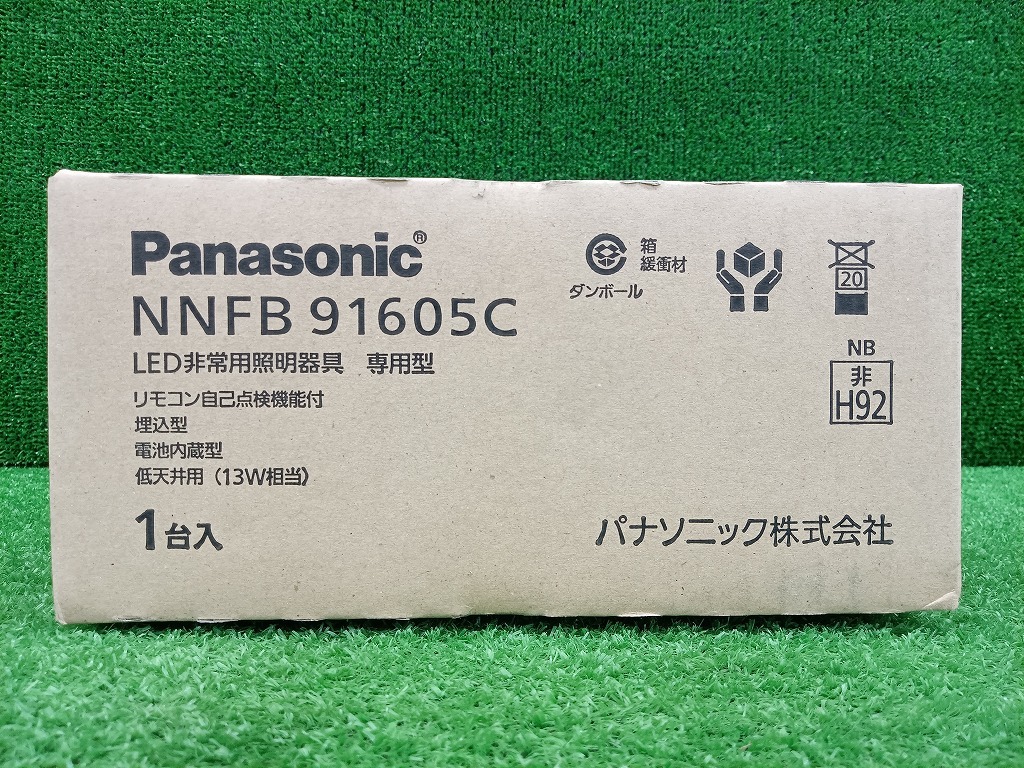 Panasonic®
NNFB 91605C
LED非常用照明器具 専用型
リモコン自己点検機能付
埋込型
電池内蔵型
低天井用（13W相当）
1台入
箱
緩衝材
ダンボール
20
NB
非
H92
パナソニック株式会社